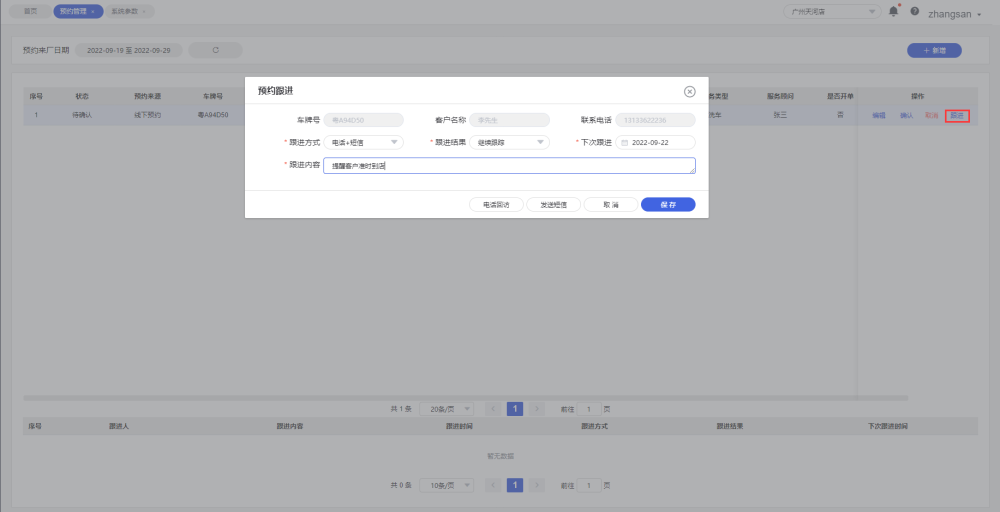 首页 预约管理 × 系统参数 × 广州天河店 zhangsan
预约来厂日期 2022-09-19 至 2022-09-29 + 新增
预约跟进
序号 状态 预约来源 车牌号 务类型 服务顾问 是否开单 操作
1 待确认 线下预约 粤A94D50 洗车 张三 否 编辑 确认 取消 跟进
车牌号 粤A94D50 客户名称 李先生 联系电话 13133822236
* 跟进方式 电话+短信 * 跟进结果 继续跟踪 * 下次跟进 2022-09-22
* 跟进内容 提醒客户准时到店
电话回访 发送短信 取 消 保 存
共 1 条 20条/页 1 前往 1 页
序号 跟进人 跟进内容 跟进时间 跟进方式 跟进结果 下次跟进时间
暂无数据
共 0 条 10条/页 1 前往 1 页